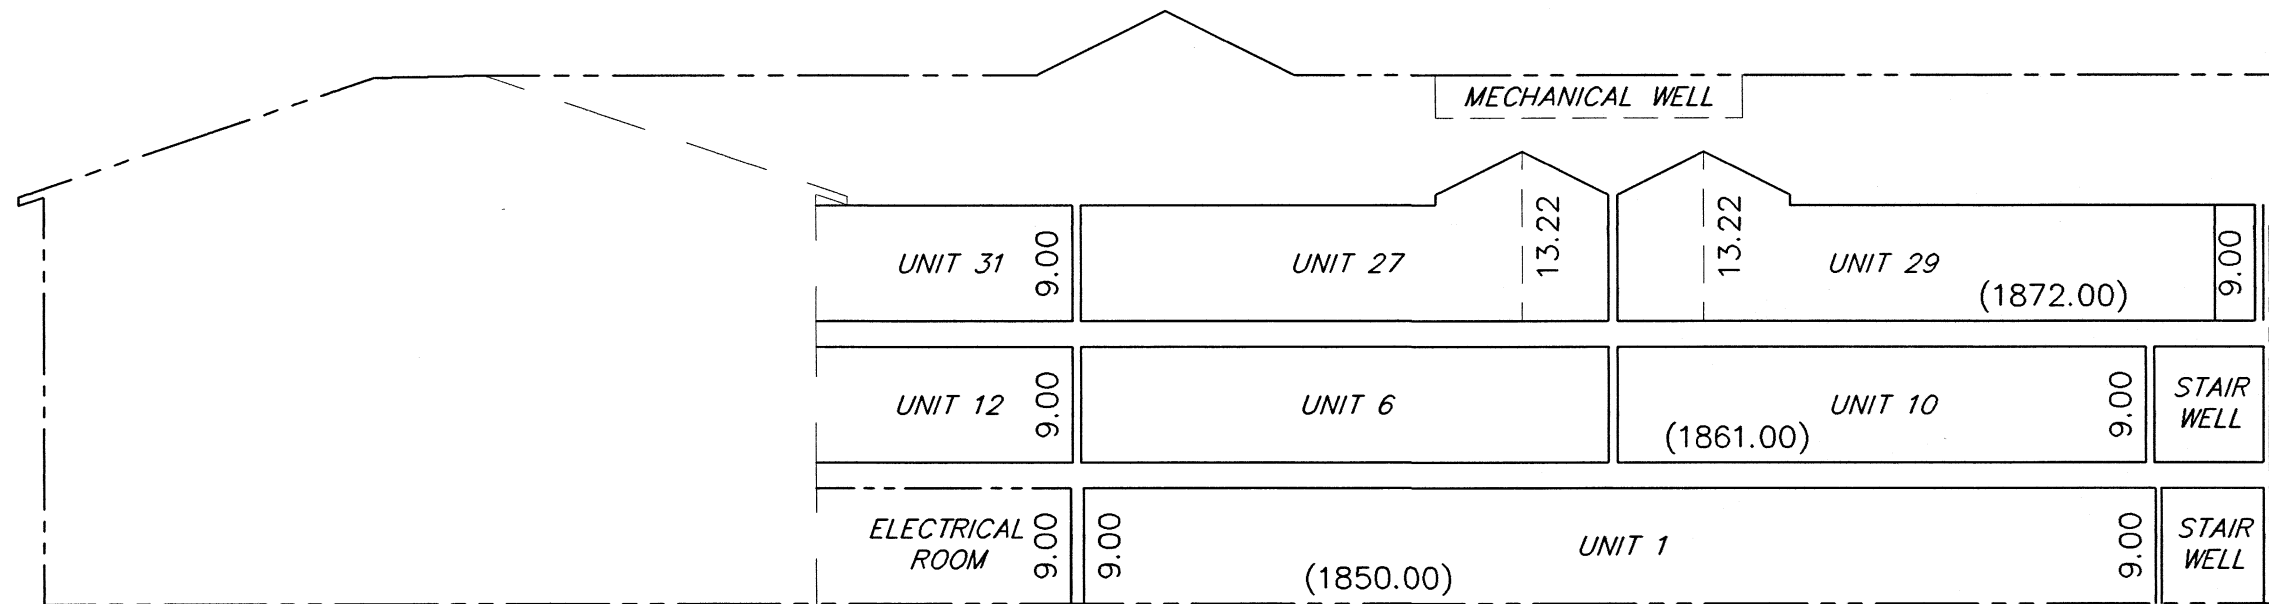 MECHANICAL WELL
UNIT 31
9.00
UNIT 27
13.22
13.22
UNIT 29
(1872.00)
9.00
UNIT 12
9.00
UNIT 6
(1861.00)
UNIT 10
9.00
STAIR
WELL
ELECTRICAL
ROOM
9.00
9.00
(1850.00)
UNIT 1
9.00
STAIR
WELL